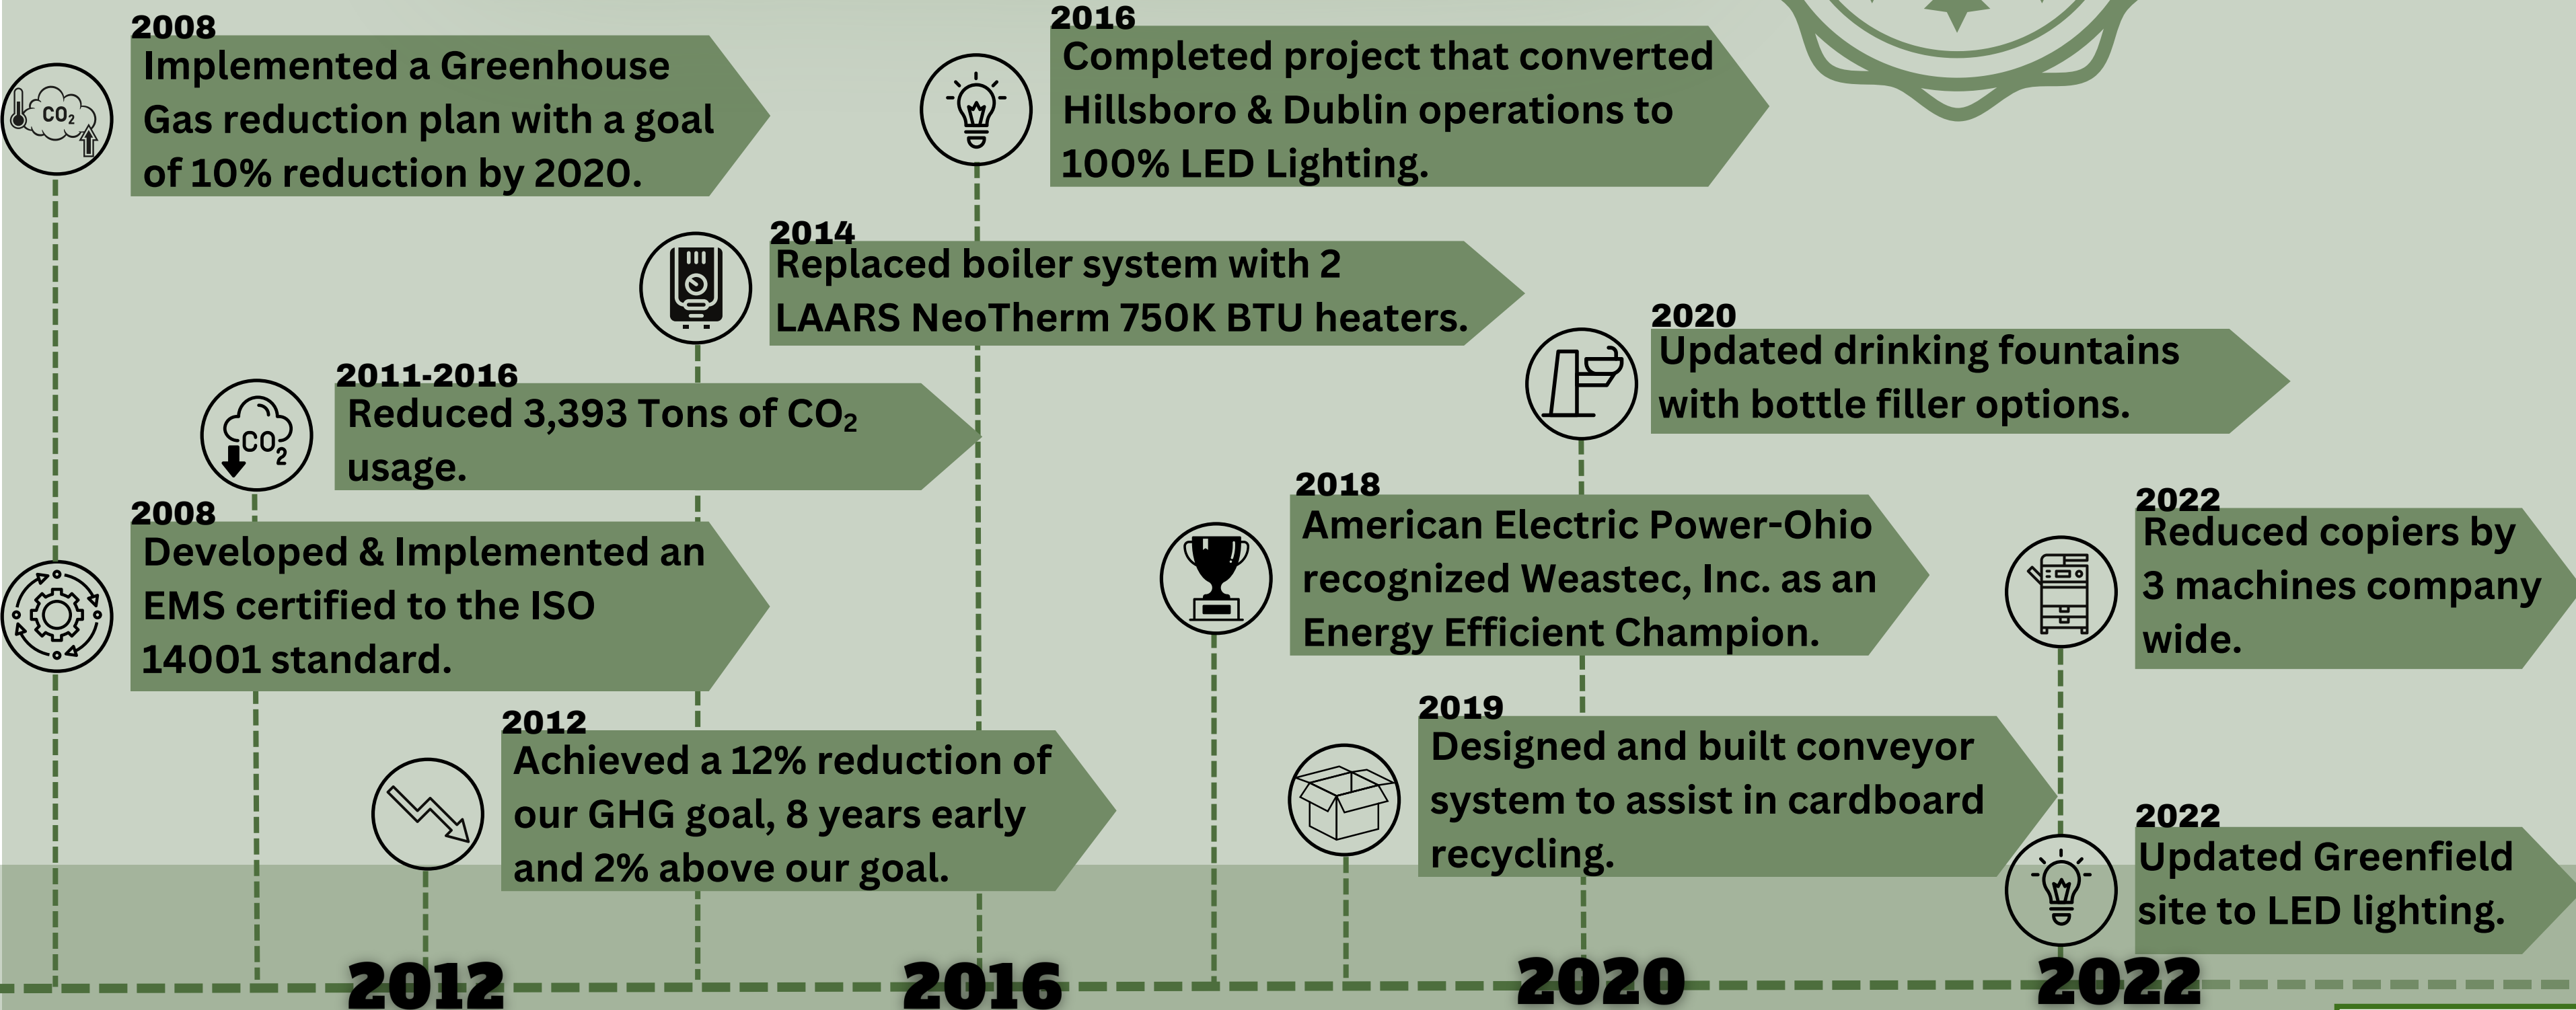 2008
Implemented a Greenhouse
Gas reduction plan with a goal
of 10% reduction by 2020.
CO₂
2016
Completed project that converted
Hillsboro & Dublin operations to
100% LED Lighting.
2014
Replaced boiler system with 2
LAARS NeoTherm 750K BTU heaters.
2020
Updated drinking fountains
with bottle filler options.
2011-2016
Reduced 3,393 Tons of CO₂
usage.
CO₂
2018
American Electric Power-Ohio
recognized Weastec, Inc. as an
Energy Efficient Champion.
2022
Reduced copiers by
3 machines company
wide.
2008
Developed & Implemented an
EMS certified to the ISO
14001 standard.
2012
Achieved a 12% reduction of
our GHG goal, 8 years early
and 2% above our goal.
2019
Designed and built conveyor
system to assist in cardboard
recycling.
2022
Updated Greenfield
site to LED lighting.
2012
2016
2020
2022